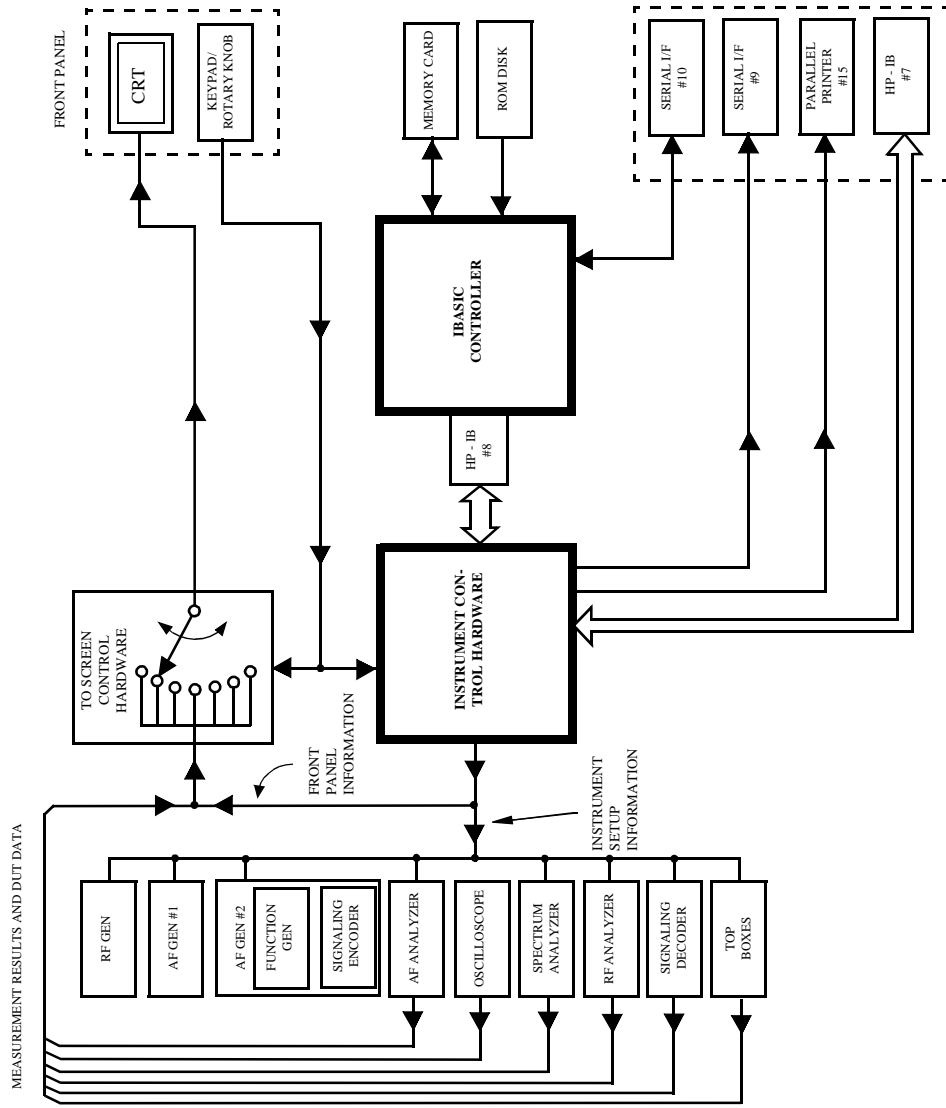 FRONT PANEL
CRT
KEYPAD/
ROTARY KNOB
MEMORY CARD
ROM DISK
SERIAL I/F
#10
SERIAL I/F
#9
PARALLEL
PRINTER
#15
HP - IB
#7
IBASIC
CONTROLLER
HP - IB
#8
TO SCREEN
CONTROL
HARDWARE
INSTRUMENT CON-
TROL HARDWARE
FRONT
PANEL
INFORMATION
INSTRUMENT
SETUP
INFORMATION
MEASUREMENT RESULTS AND DUT DATA
RF GEN
AF GEN #1
AF GEN #2
FUNCTION
GEN
SIGNALING
ENCODER
AF ANALYZER
OSCILLOSCOPE
SPECTRUM
ANALYZER
RF ANALYZER
SIGNALING
DECODER
TOP
BOXES